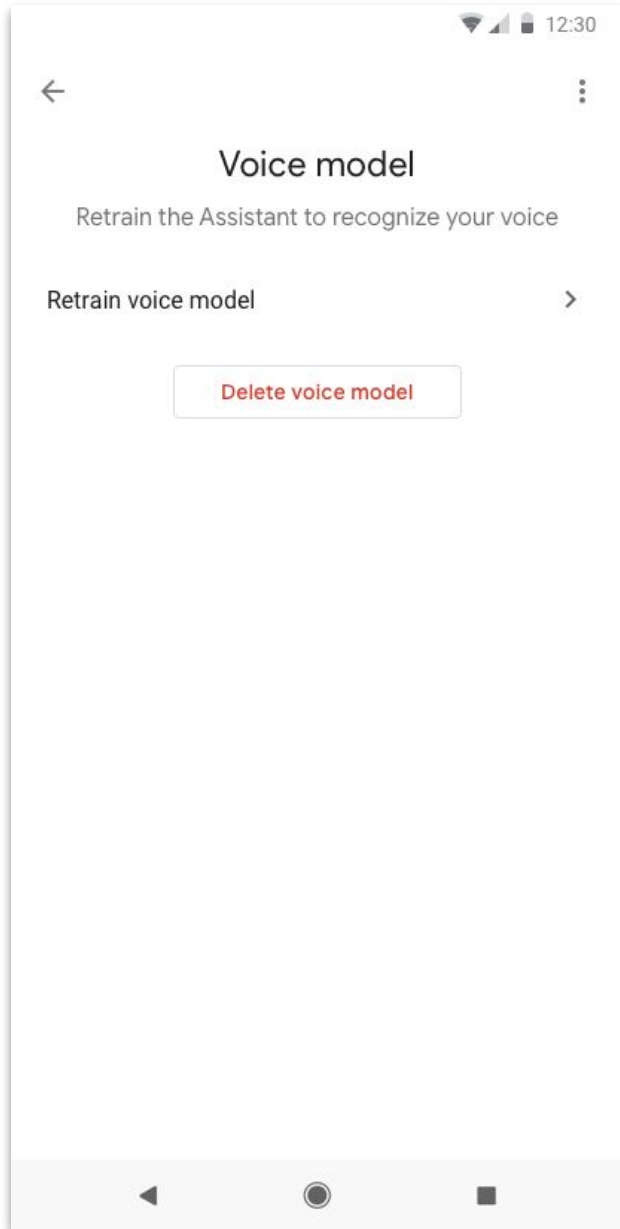 12:30
Voice model
Retrain the Assistant to recognize your voice
Retrain voice model
Delete voice model